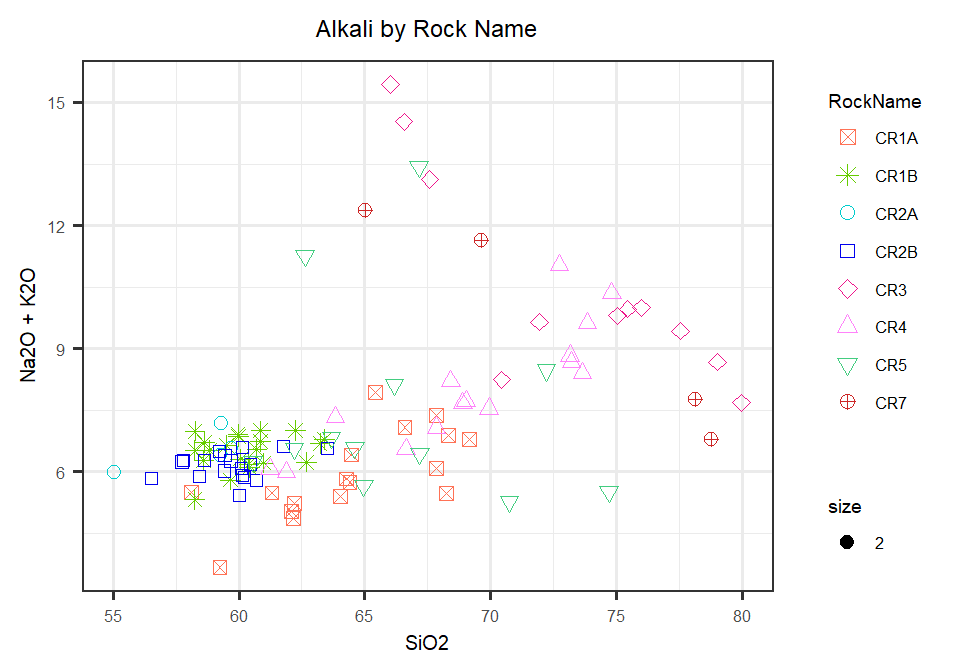 Alkali by Rock Name
15
12
9
6
Na2O + K2O
55
60
65
70
75
80
SiO2
RockName
CR1A
CR1B
CR2A
CR2B
CR3
CR4
CR5
CR7
size
2